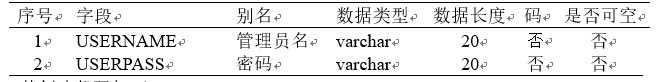 序号 字段 别名 数据类型 数据长度 码 是否可空
1 USERNAME 管理员名 varchar 20 否 否
2 USERPASS 密码 varchar 20 否 否